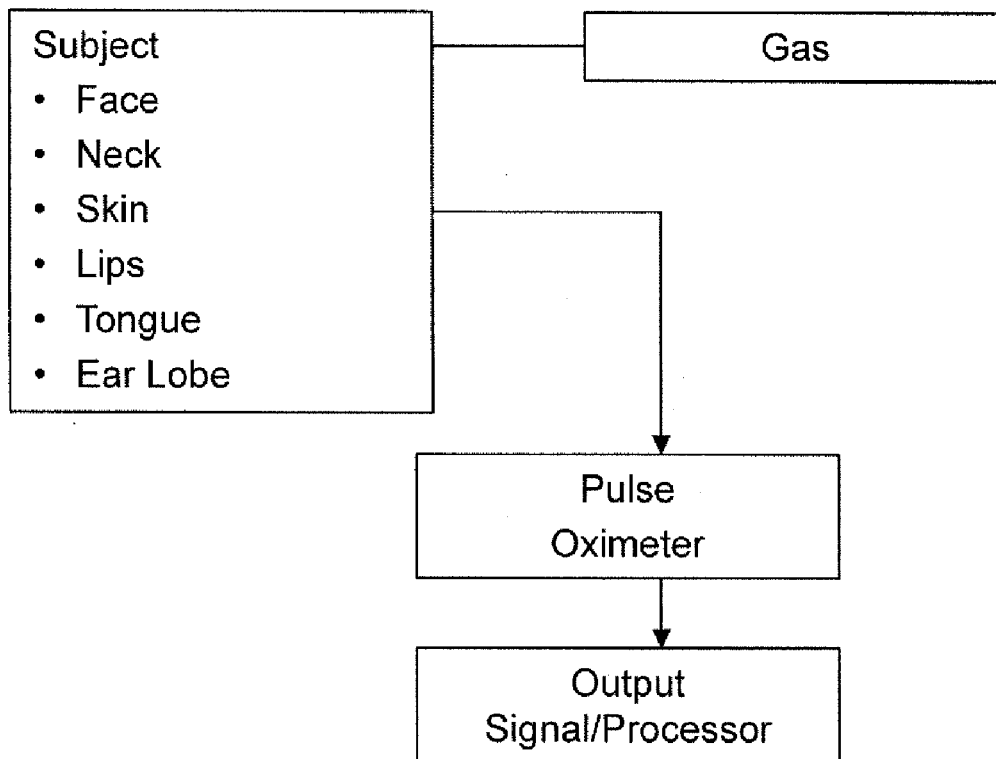 Subject
• Face
• Neck
• Skin
• Lips
• Tongue
• Ear Lobe
Gas
Pulse
Oximeter
Output
Signal/Processor